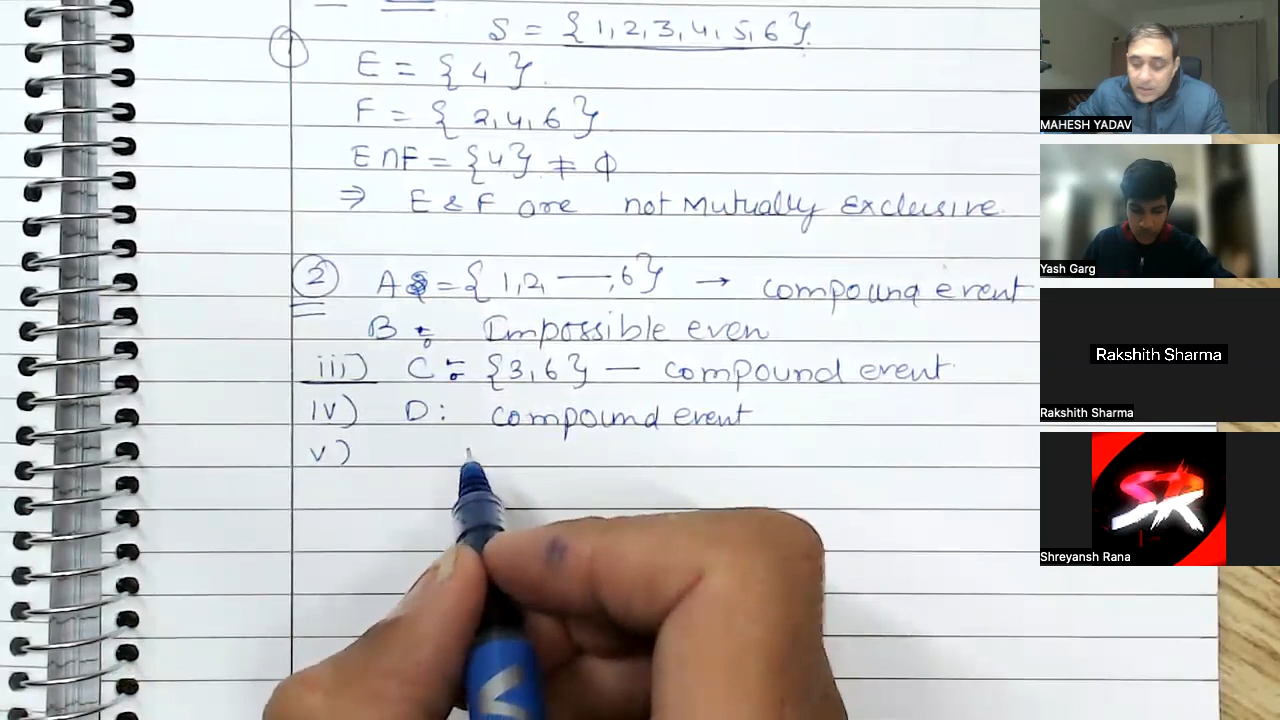 S = {1,2,3,4,5,6}.
1
E = {4}.
F = {2,4,6}
E∩F = {4} ≠ ϕ
⇒ E & F are not Mutually Exclusive.
2 A = {1,2, —,6} → compound event
B : Impossible even
iii) C : {3,6} — compound event.
iv) D : compound event
v)
MAHESH YADAV
Yash Garg
Rakshith Sharma
Rakshith Sharma
SR
Shreyansh Rana
V